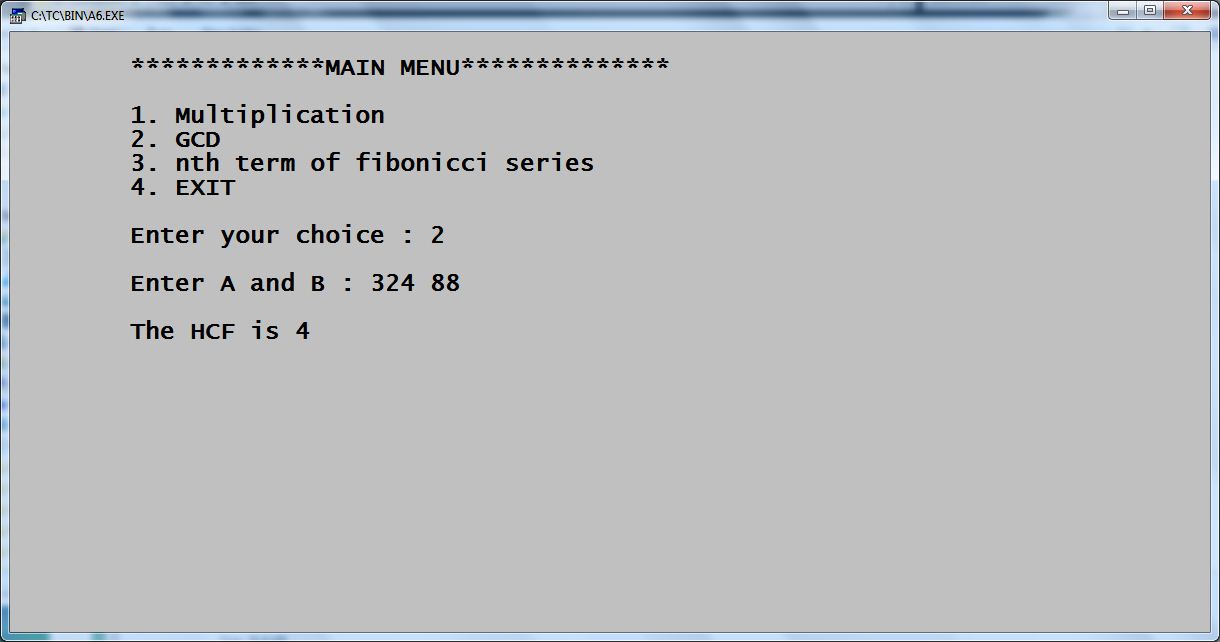 C:\TC\BIN\A6.EXE
*************MAIN MENU**************
1. Multiplication
2. GCD
3. nth term of fibonicci series
4. EXIT
Enter your choice : 2
Enter A and B : 324 88
The HCF is 4